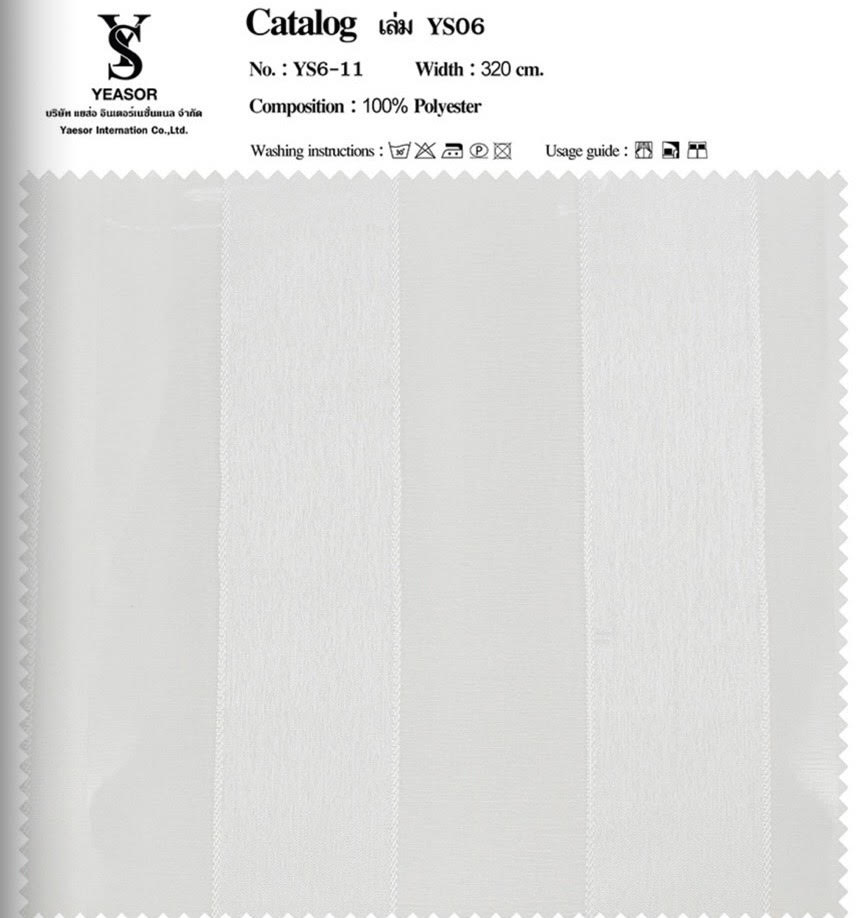 YS
YEASOR
บริษัท แยส่อ อินเตอร์เนชั่นแนล จำกัด
Yaesor Internation Co.,Ltd.
Catalog เล่ม YS06
No. : YS6-11 Width : 320 cm.
Composition : 100% Polyester
Washing instructions : 30° P Usage guide :